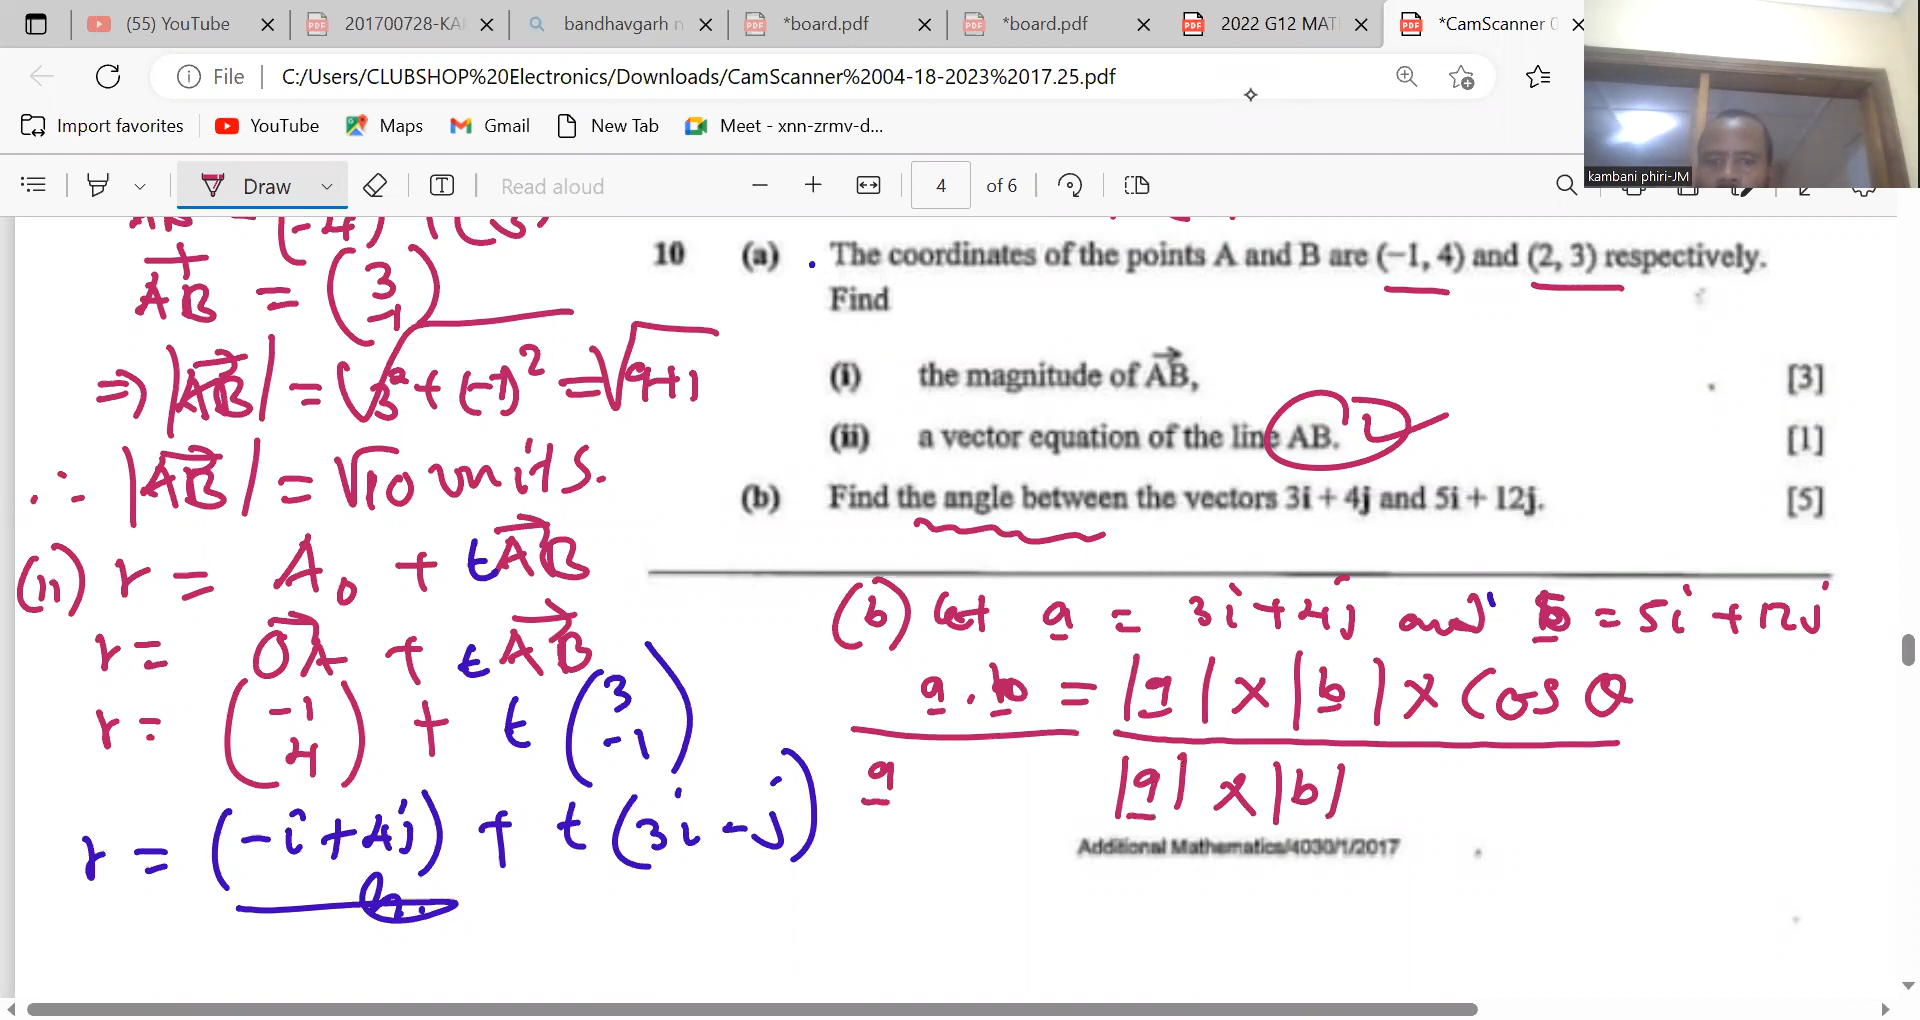 (55) YouTube
201700728-KAI
bandhavgarh n
*board.pdf
*board.pdf
2022 G12 MAT
*CamScanner 0
File
C:/Users/CLUBSHOP%20Electronics/Downloads/CamScanner%2004-18-2023%2017.25.pdf
Import favorites
YouTube
Maps
Gmail
New Tab
Meet - xnn-zrmv-d...
kambani phiri-JM
Draw
Read aloud
4
of 6
AB = (3 -1)
⇒ |AB| = √3² + (-1)² = √9+1
∴ |AB| = √10 units.
(ii) r = A₀ + tAB
r = OA + tAB
r = (-1 4) + t (3 -1)
r = (-i + 4j) + t (3i - j)
10 (a) The coordinates of the points A and B are (−1, 4) and (2, 3) respectively.
Find
(i) the magnitude of AB, [3]
(ii) a vector equation of the line AB. [1]
(b) Find the angle between the vectors 3i + 4j and 5i + 12j. [5]
(b) Let a = 3i + 4j and b = 5i + 12j
a . b = |a| x |b| x Cos θ
a |a| x |b|
Additional Mathematics/4030/1/2017